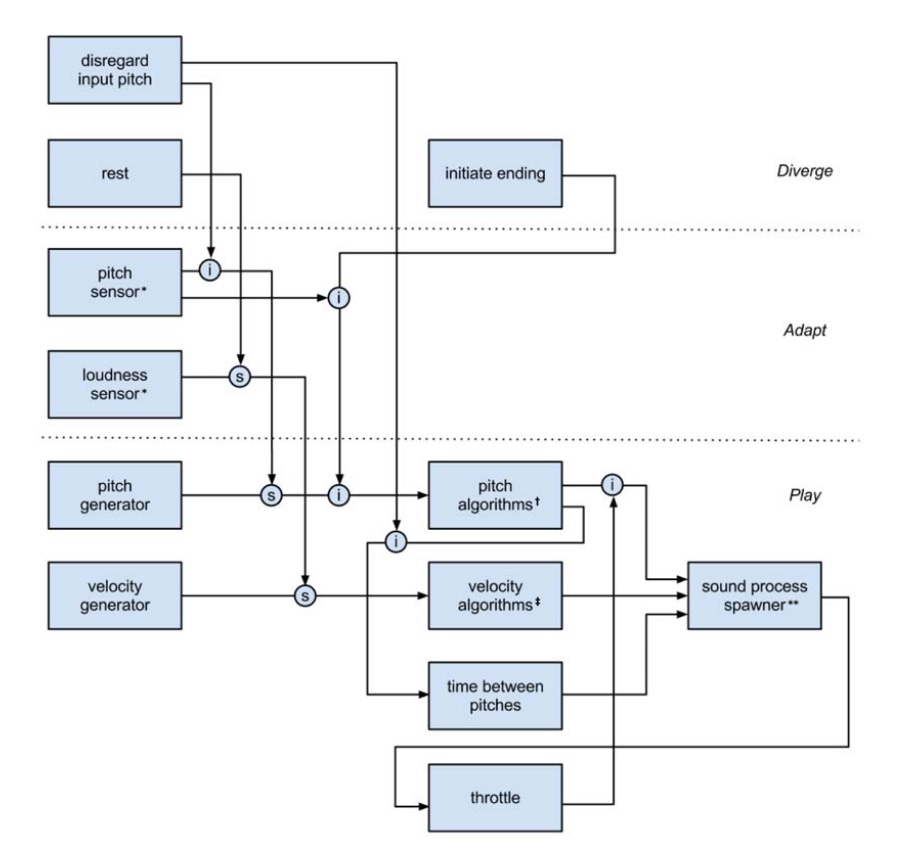 disregard
input pitch
rest
initiate ending
Diverge
i
pitch
sensor*
i
Adapt
loudness
sensor*
s
pitch
generator
s
i
pitch
algorithms†
i
Play
i
velocity
generator
s
velocity
algorithms‡
sound process
spawner**
time between
pitches
throttle